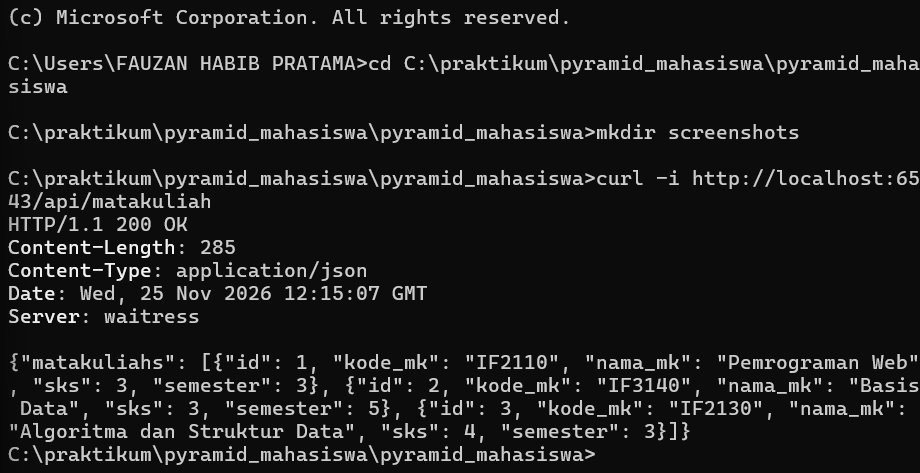 (c) Microsoft Corporation. All rights reserved.
C:\Users\FAUZAN HABIB PRATAMA>cd C:\praktikum\pyramid_mahasiswa\pyramid_maha
siswa
C:\praktikum\pyramid_mahasiswa\pyramid_mahasiswa>mkdir screenshots
C:\praktikum\pyramid_mahasiswa\pyramid_mahasiswa>curl -i http://localhost:65
43/api/matakuliah
HTTP/1.1 200 OK
Content-Length: 285
Content-Type: application/json
Date: Wed, 25 Nov 2026 12:15:07 GMT
Server: waitress
{"matakuliahs": [{"id": 1, "kode_mk": "IF2110", "nama_mk": "Pemrograman Web"
, "sks": 3, "semester": 3}, {"id": 2, "kode_mk": "IF3140", "nama_mk": "Basis
 Data", "sks": 3, "semester": 5}, {"id": 3, "kode_mk": "IF2130", "nama_mk":
"Algoritma dan Struktur Data", "sks": 4, "semester": 3}]}
C:\praktikum\pyramid_mahasiswa\pyramid_mahasiswa>